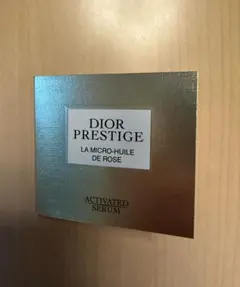 DIOR
PRESTIGE
LA MICRO-HUILE
DE ROSE
ACTIVATED
SERUM